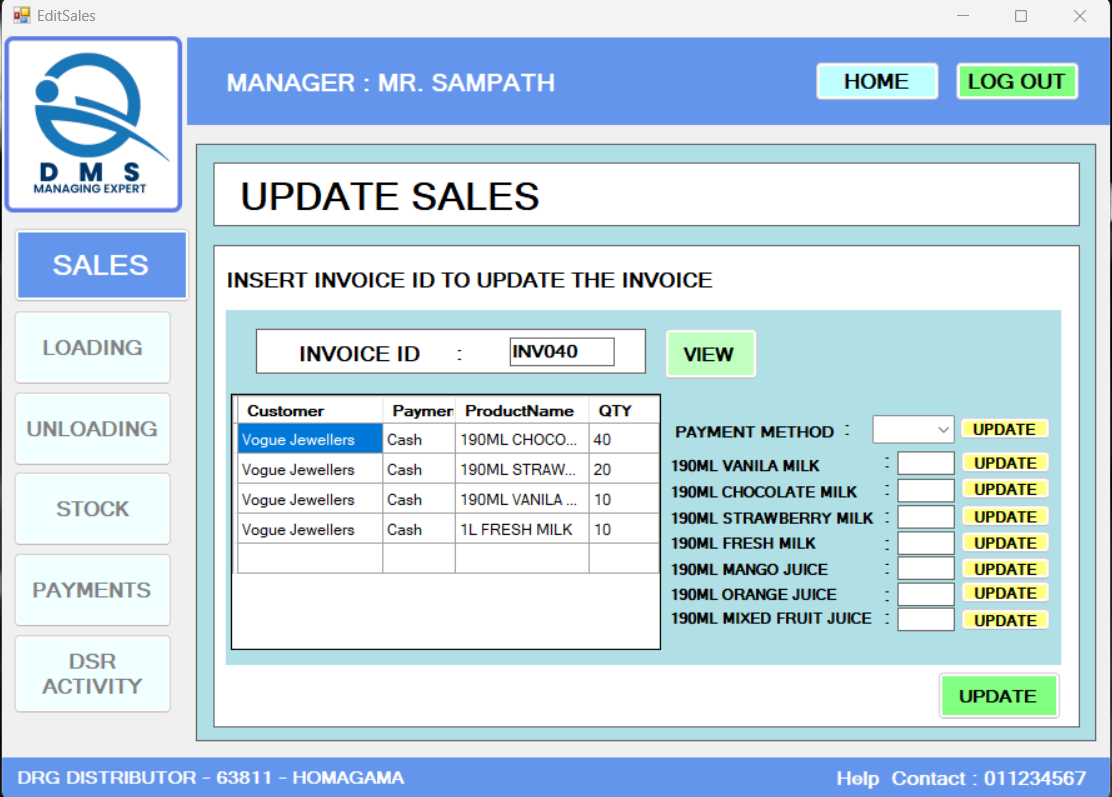 EditSales
MANAGER : MR. SAMPATH
HOME
LOG OUT
D M S
MANAGING EXPERT
UPDATE SALES
SALES
LOADING
UNLOADING
STOCK
PAYMENTS
DSR
ACTIVITY
INSERT INVOICE ID TO UPDATE THE INVOICE
INVOICE ID : INV040
VIEW
Customer Paymen ProductName QTY
Vogue Jewellers Cash 190ML CHOCO... 40
Vogue Jewellers Cash 190ML STRAW... 20
Vogue Jewellers Cash 190ML VANILA ... 10
Vogue Jewellers Cash 1L FRESH MILK 10
PAYMENT METHOD : UPDATE
190ML VANILA MILK : UPDATE
190ML CHOCOLATE MILK : UPDATE
190ML STRAWBERRY MILK : UPDATE
190ML FRESH MILK : UPDATE
190ML MANGO JUICE : UPDATE
190ML ORANGE JUICE : UPDATE
190ML MIXED FRUIT JUICE : UPDATE
UPDATE
DRG DISTRIBUTOR - 63811 - HOMAGAMA
Help Contact : 011234567